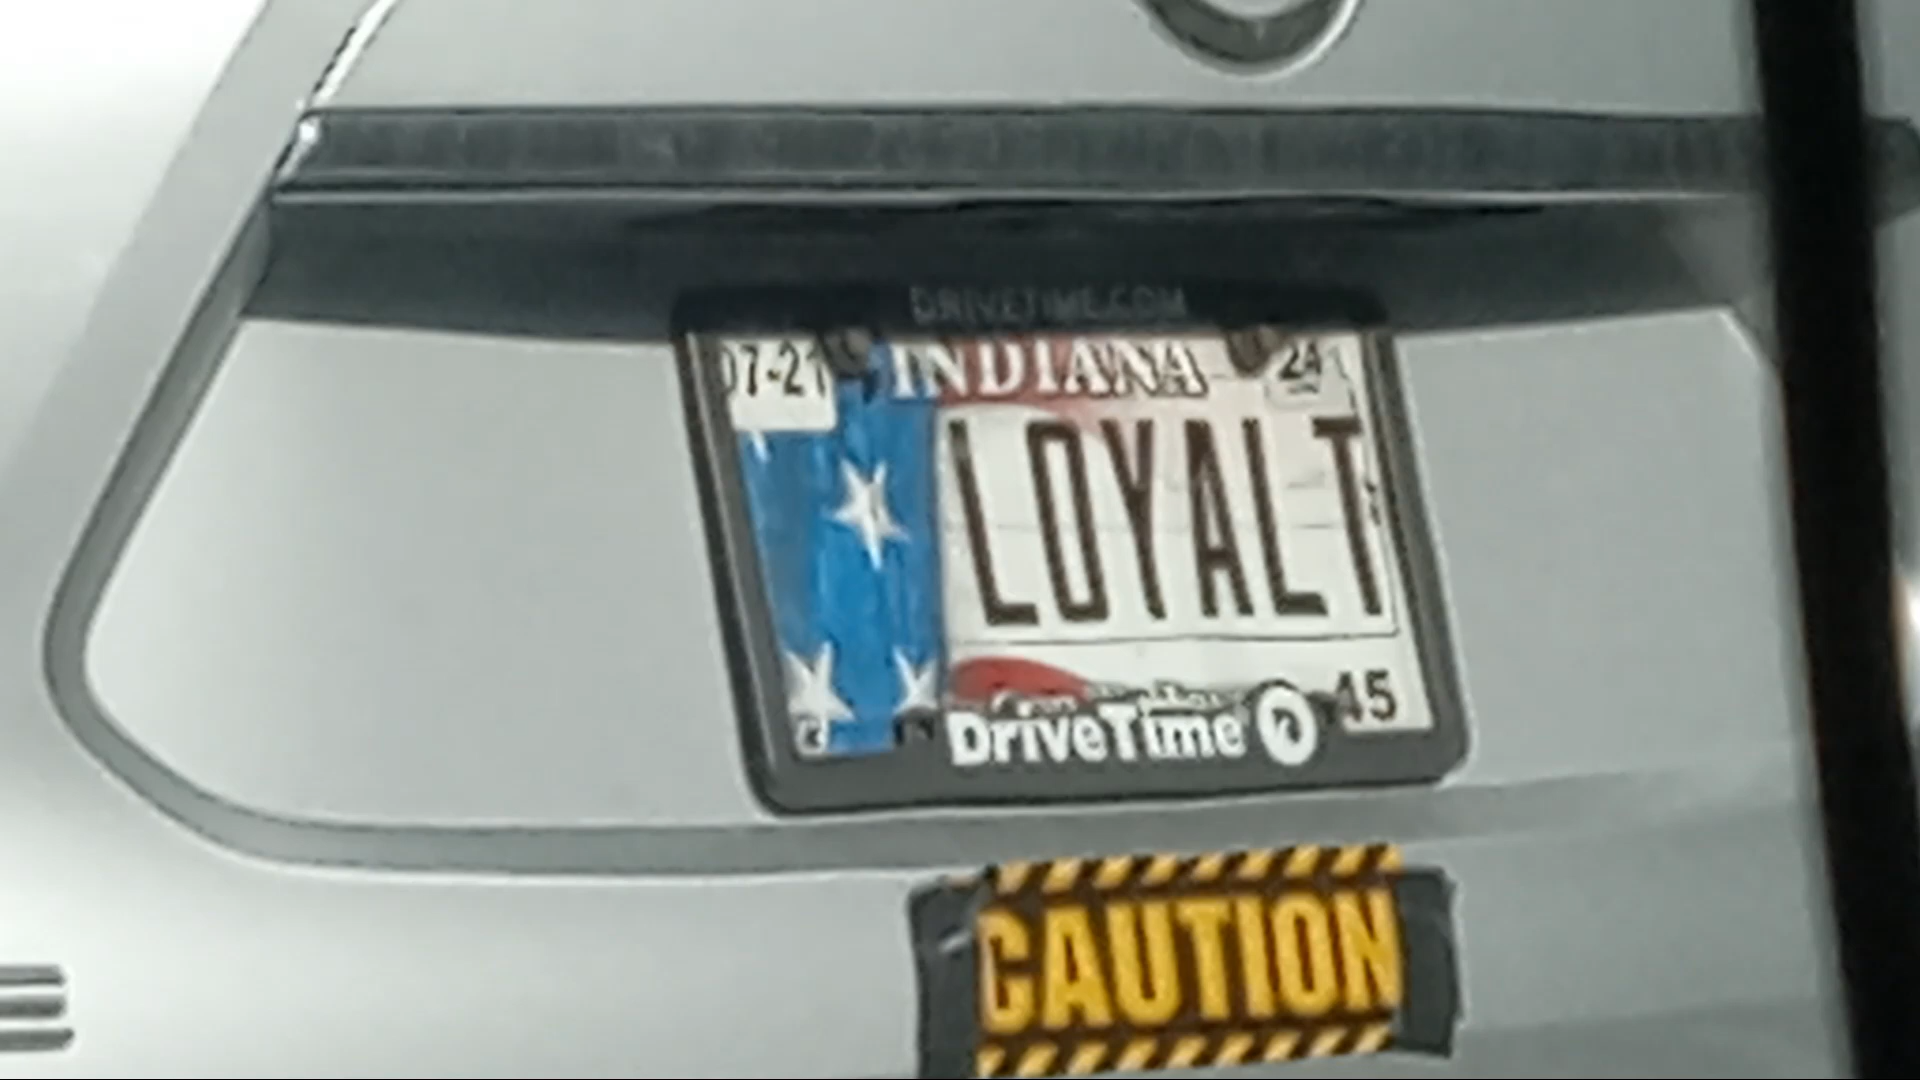 DRIVETIME.COM
07-21 INDIANA 24
LOYALT
45
DriveTime
CAUTION